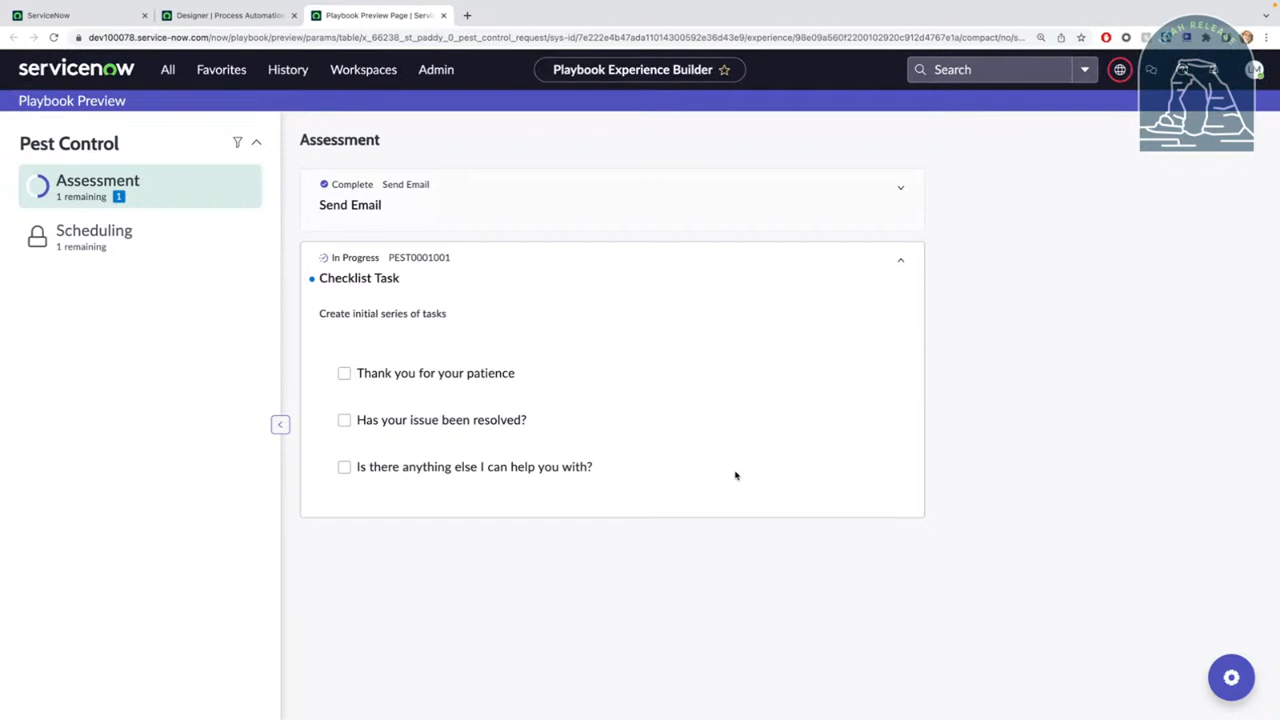 ServiceNow
Designer | Process Automation
Playbook Preview Page | Servi
dev100078.service-now.com/now/playbook/preview/params/table/x_66238_st_paddy_0_pest_control_request/sys-id/7e222e4b47ada11014300592e36d43e9/experience/98e09a560f2200102920c912d4767e1a/compact/no/s...
servicenow
All
Favorites
History
Workspaces
Admin
Playbook Experience Builder
Search
LM
UTAH RELEASE
Playbook Preview
Pest Control
Assessment
1 remaining 1
Scheduling
1 remaining
Assessment
Complete Send Email
Send Email
In Progress PEST0001001
Checklist Task
Create initial series of tasks
Thank you for your patience
Has your issue been resolved?
Is there anything else I can help you with?